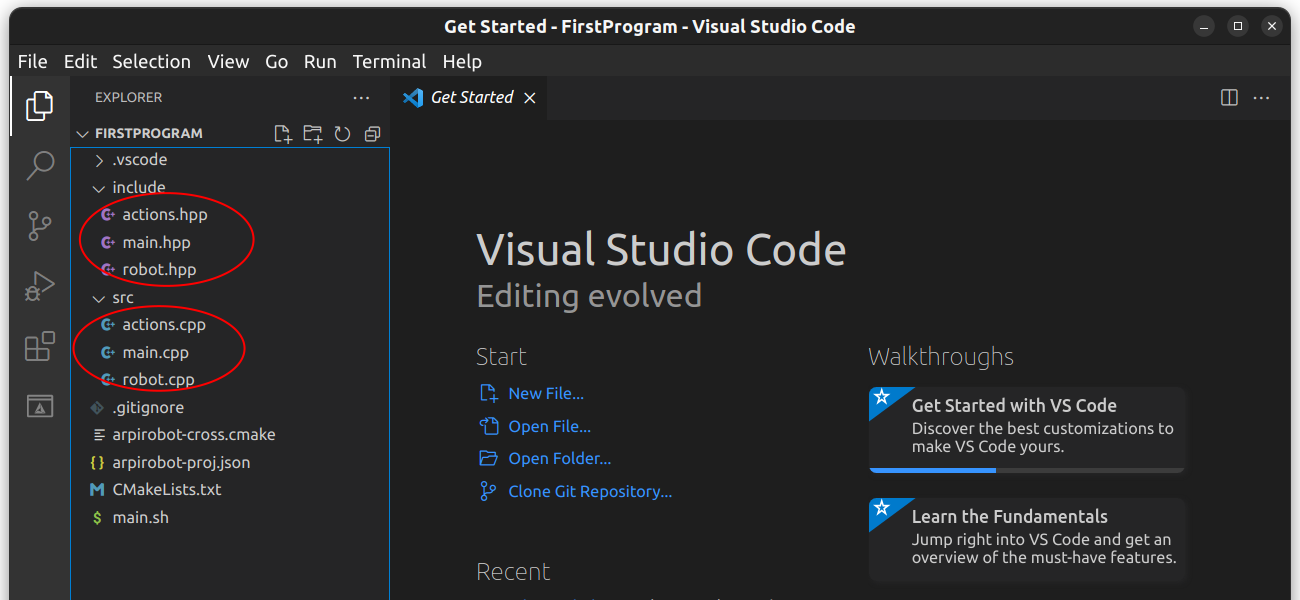 Get Started - FirstProgram - Visual Studio Code
File Edit Selection View Go Run Terminal Help
EXPLORER
FIRSTPROGRAM
.vscode
include
actions.hpp
main.hpp
robot.hpp
src
actions.cpp
main.cpp
robot.cpp
.gitignore
arpirobot-cross.cmake
arpirobot-proj.json
CMakeLists.txt
main.sh
Get Started
Visual Studio Code
Editing evolved
Start
New File...
Open File...
Open Folder...
Clone Git Repository...
Recent
Walkthroughs
Get Started with VS Code
Discover the best customizations to
make VS Code yours.
Learn the Fundamentals
Jump right into VS Code and get an
overview of the must-have features.